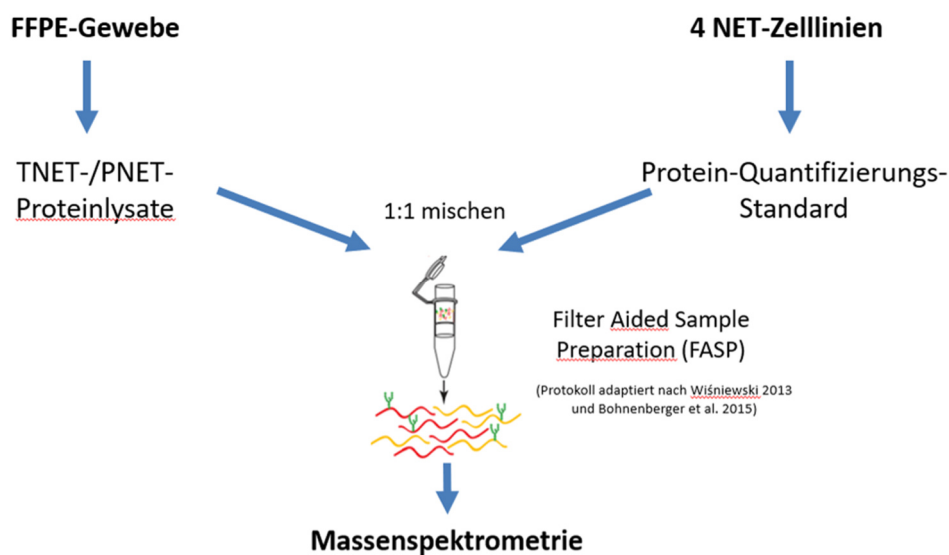 FFPE-Gewebe
4 NET-Zelllinien
TNET-/PNET-
Proteinlysate
Protein-Quantifizierungs-
Standard
1:1 mischen
Filter Aided Sample
Preparation (FASP)
(Protokoll adaptiert nach Wiśniewski 2013
und Bohnenberger et al. 2015)
Massenspektrometrie